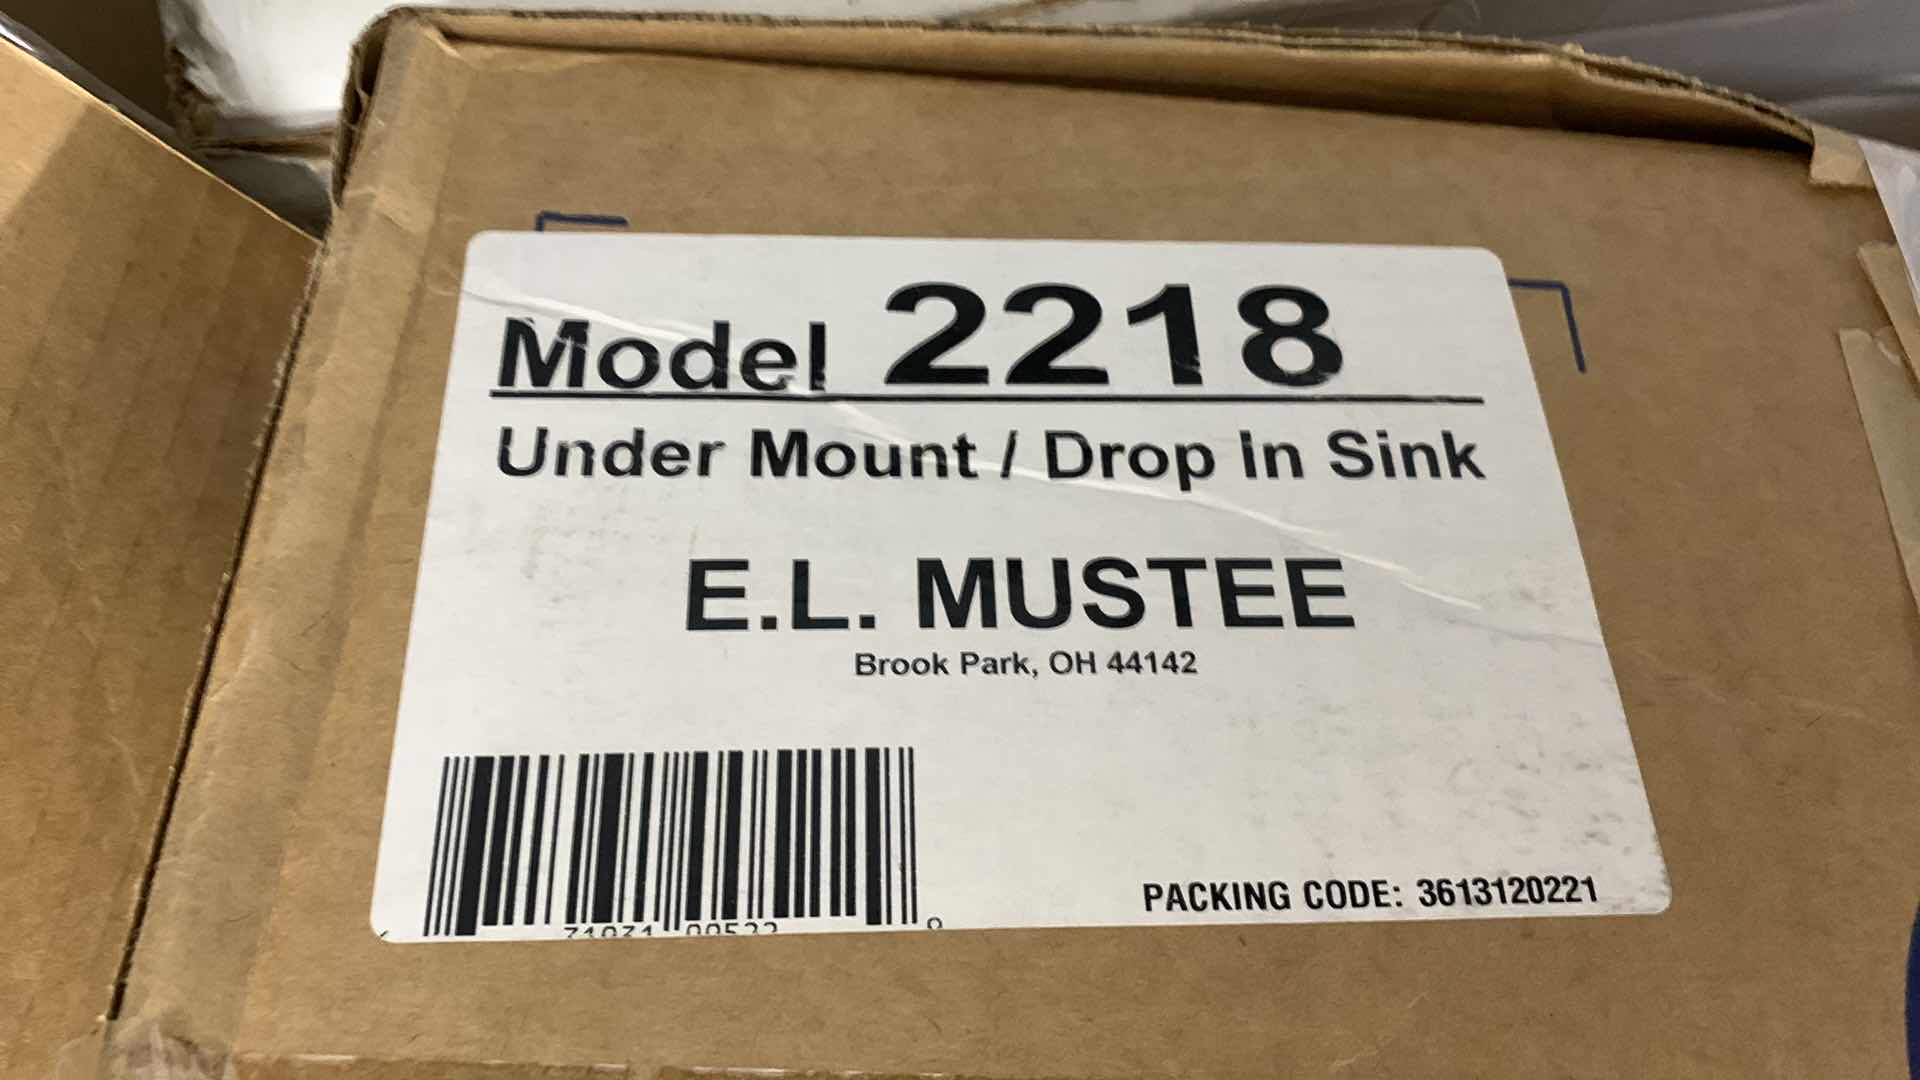 Model 2218
Under Mount / Drop In Sink
E.L. MUSTEE
Brook Park, OH 44142
PACKING CODE: 3613120221